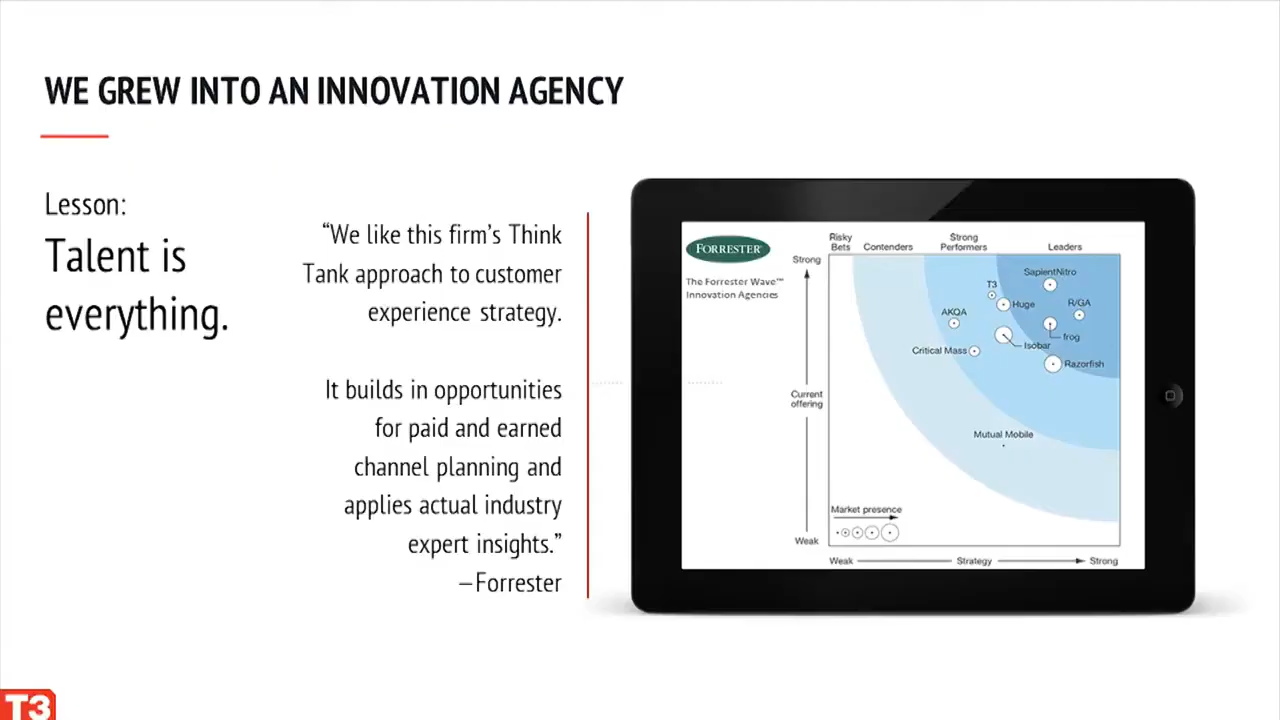 WE GREW INTO AN INNOVATION AGENCY
Lesson:
Talent is
everything.
“We like this firm’s Think
Tank approach to customer
experience strategy.
It builds in opportunities
for paid and earned
channel planning and
applies actual industry
expert insights.”
—Forrester
FORRESTER®
The Forrester Wave™
Innovation Agencies
Risky
Bets
Contenders
Strong
Performers
Leaders
Strong
SapientNitro
T3
Huge
R/GA
AKQA
frog
Isobar
Critical Mass
Razorfish
Current
offering
Mutual Mobile
Market presence
Weak
Weak
Strategy
Strong
T3